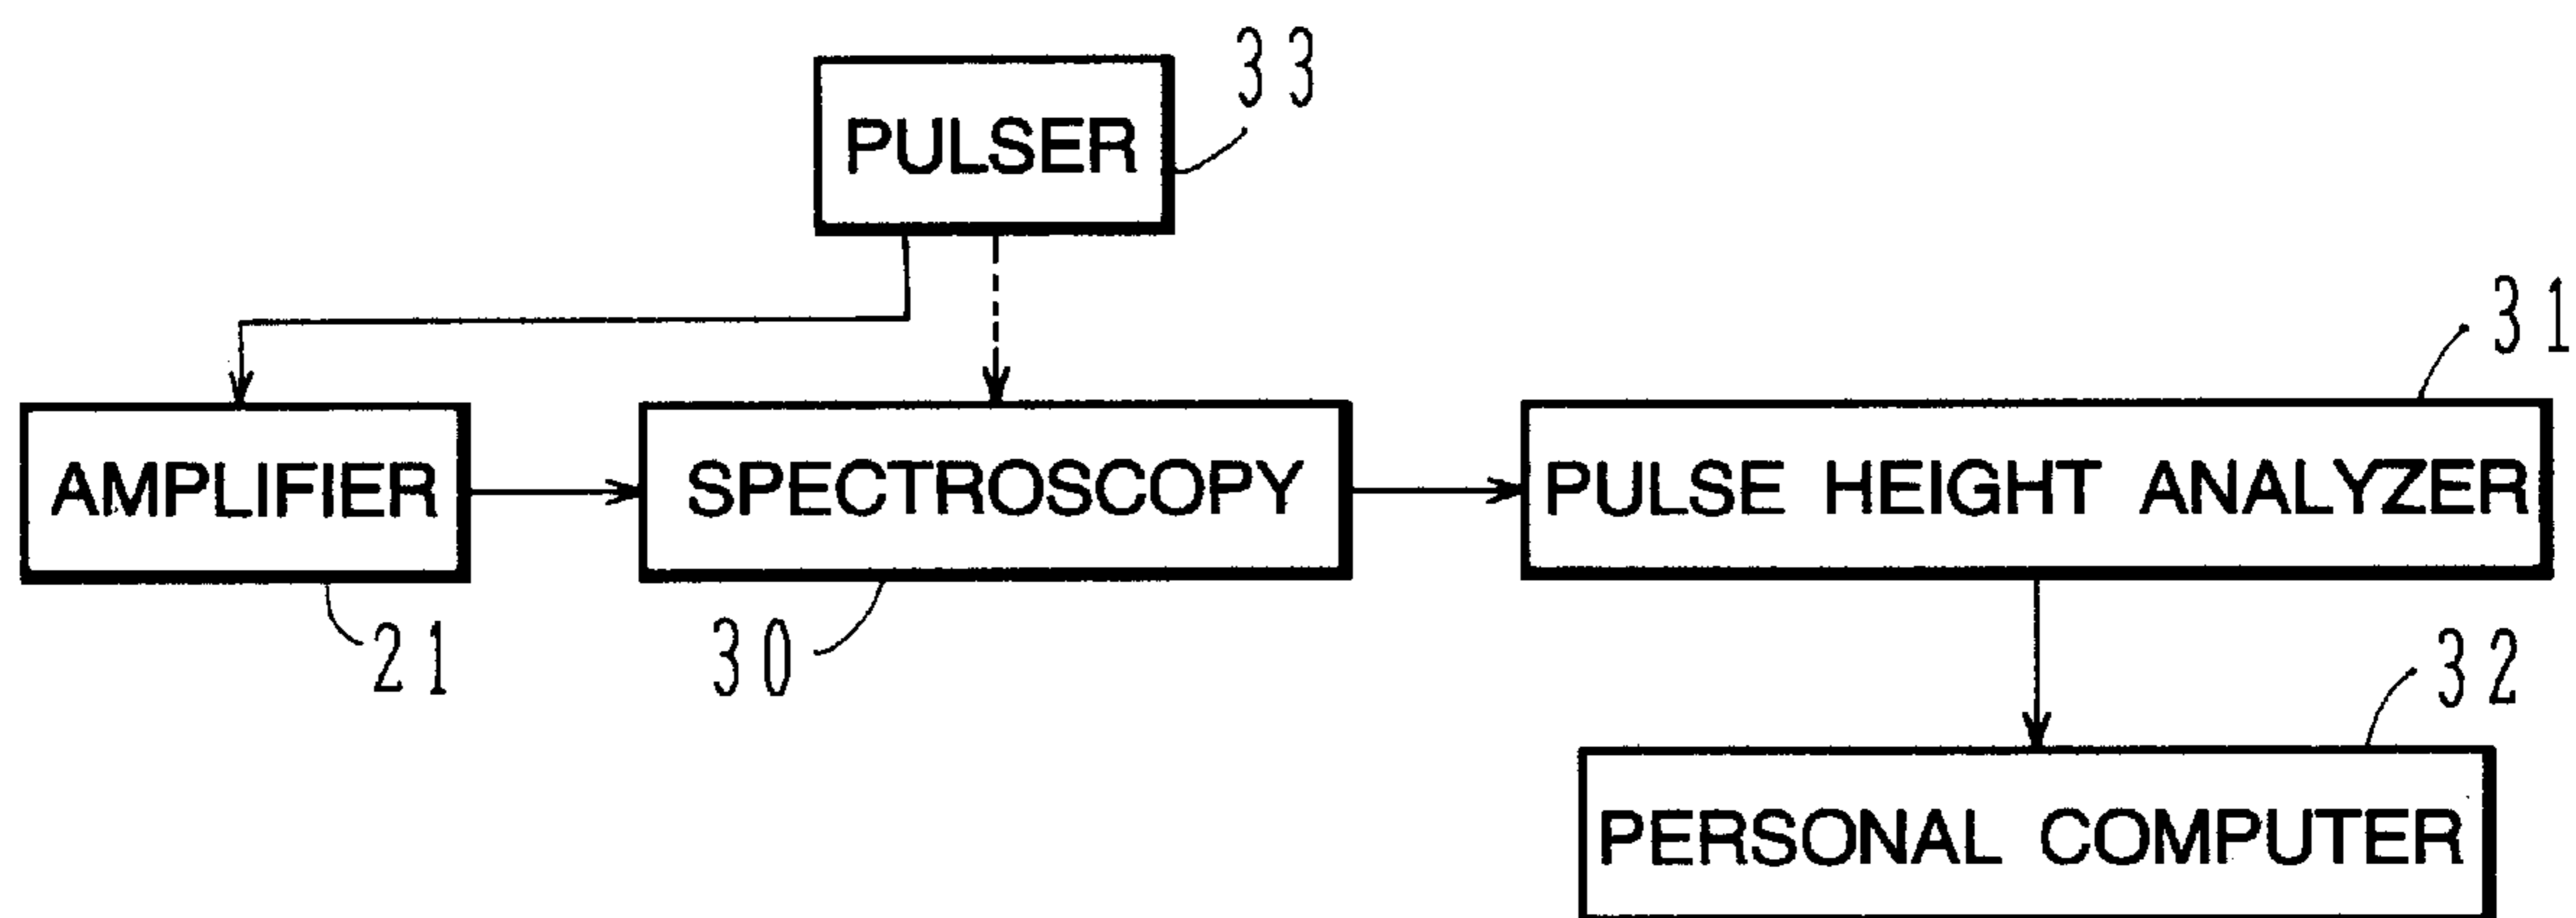 33
PULSER
31
AMPLIFIER
SPECTROSCOPY
PULSE HEIGHT ANALYZER
21
30
32
PERSONAL COMPUTER